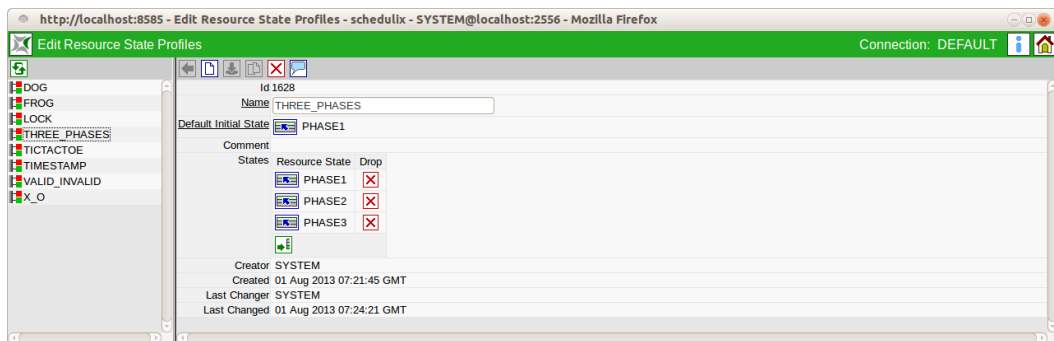 http://localhost:8585 - Edit Resource State Profiles - schedulix - SYSTEM@localhost:2556 - Mozilla Firefox
Edit Resource State Profiles
Connection: DEFAULT
DOG
FROG
LOCK
THREE_PHASES
TICTACTOE
TIMESTAMP
VALID_INVALID
X_O
Id 1628
Name THREE_PHASES
Default Initial State PHASE1
Comment
States Resource State Drop
PHASE1
PHASE2
PHASE3
Creator SYSTEM
Created 01 Aug 2013 07:21:45 GMT
Last Changer SYSTEM
Last Changed 01 Aug 2013 07:24:21 GMT